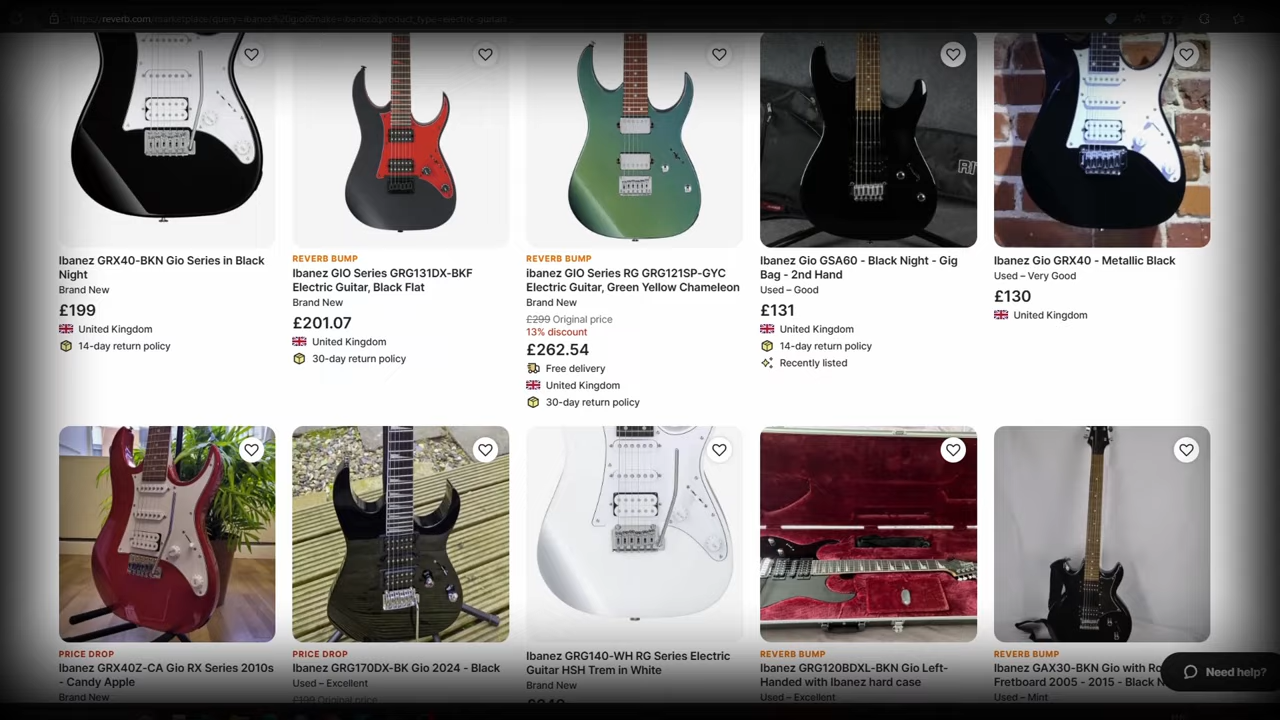 Ibanez GRX40-BKN Gio Series in Black
Night
Brand New
£199
United Kingdom
14-day return policy
REVERB BUMP
Ibanez GIO Series GRG131DX-BKF
Electric Guitar, Black Flat
Brand New
£201.07
United Kingdom
30-day return policy
REVERB BUMP
ibanez GIO Series RG GRG121SP-GYC
Electric Guitar, Green Yellow Chameleon
Brand New
£299 Original price
13% discount
£262.54
Free delivery
United Kingdom
30-day return policy
Ibanez Gio GSA60 - Black Night - Gig
Bag - 2nd Hand
Used – Good
£131
United Kingdom
14-day return policy
Recently listed
Ibanez Gio GRX40 - Metallic Black
Used – Very Good
£130
United Kingdom
PRICE DROP
Ibanez GRX40Z-CA Gio RX Series 2010s
- Candy Apple
Brand New
PRICE DROP
Ibanez GRG170DX-BK Gio 2024 - Black
Used – Excellent
£199 Original price
Ibanez GRG140-WH RG Series Electric
Guitar HSH Trem in White
Brand New
REVERB BUMP
Ibanez GRG120BDXL-BKN Gio Left-
Handed with Ibanez hard case
Used – Excellent
REVERB BUMP
Ibanez GAX30-BKN Gio with
Fretboard 2005 - 2015 - Black
Used – Mint
Need help?